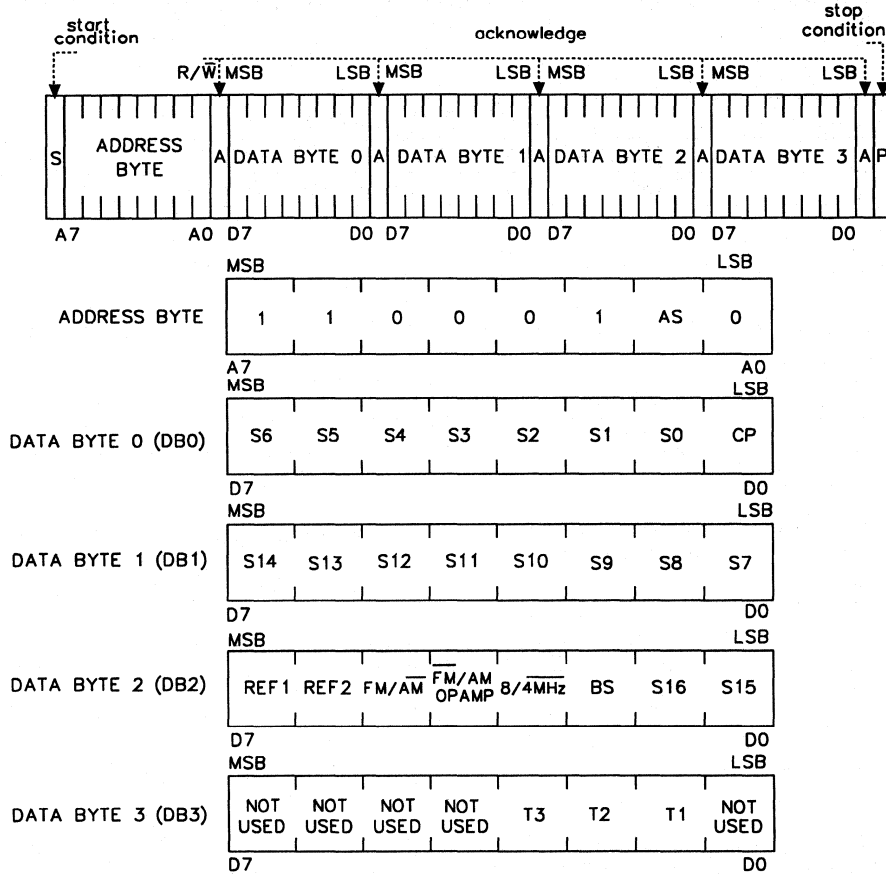 start condition
acknowledge
stop condition
R/W̅ MSB LSB MSB LSB MSB LSB MSB LSB
S ADDRESS BYTE A DATA BYTE 0 A DATA BYTE 1 A DATA BYTE 2 A DATA BYTE 3 A P
A7 A0 D7 D0 D7 D0 D7 D0 D7 D0
MSB LSB
ADDRESS BYTE 1 1 0 0 0 1 AS 0
A7 A0
MSB LSB
DATA BYTE 0 (DB0) S6 S5 S4 S3 S2 S1 S0 CP
D7 D0
MSB LSB
DATA BYTE 1 (DB1) S14 S13 S12 S11 S10 S9 S8 S7
D7 D0
MSB LSB
DATA BYTE 2 (DB2) REF1 REF2 FM/A̅M̅ F̅M̅/AM OPAMP 8/4̅M̅H̅z̅ BS S16 S15
D7 D0
MSB LSB
DATA BYTE 3 (DB3) NOT USED NOT USED NOT USED NOT USED T3 T2 T1 NOT USED
D7 D0